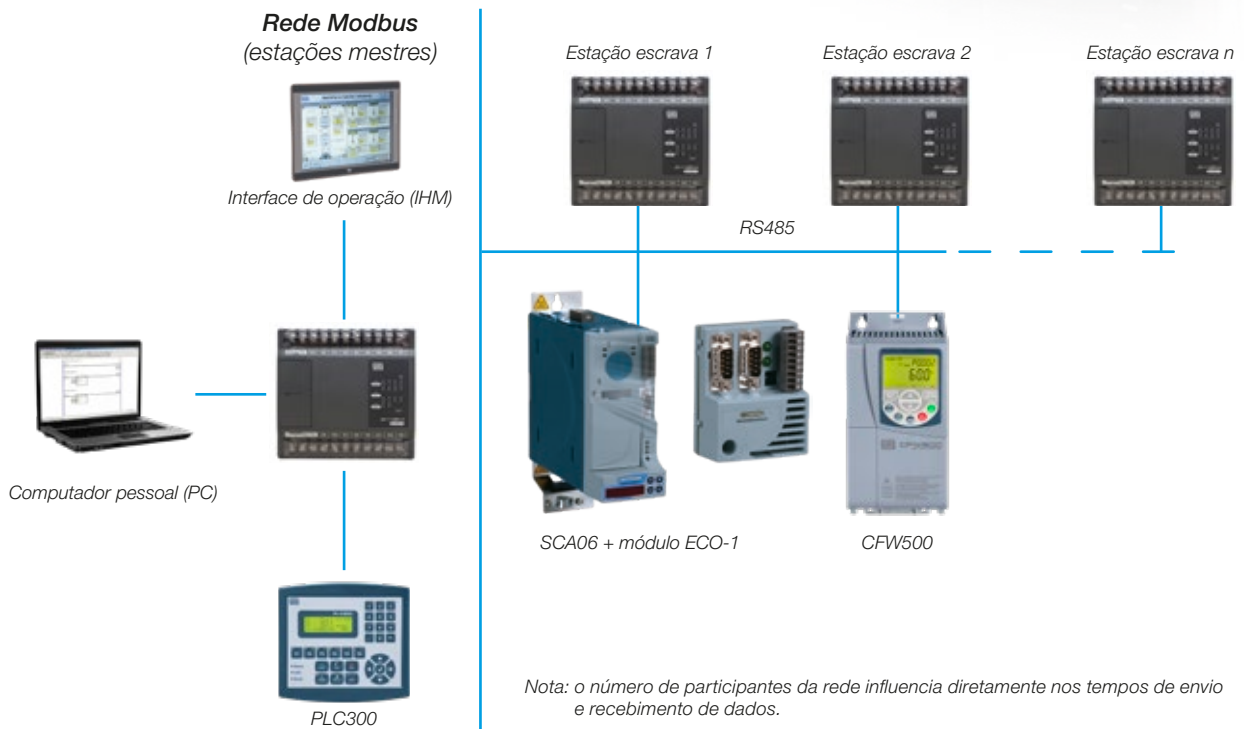 Rede Modbus
(estações mestres)
Interface de operação (IHM)
Computador pessoal (PC)
PLC300
Estação escrava 1
Estação escrava 2
Estação escrava n
RS485
SCA06 + módulo ECO-1
CFW500
Nota: o número de participantes da rede influencia diretamente nos tempos de envio
e recebimento de dados.